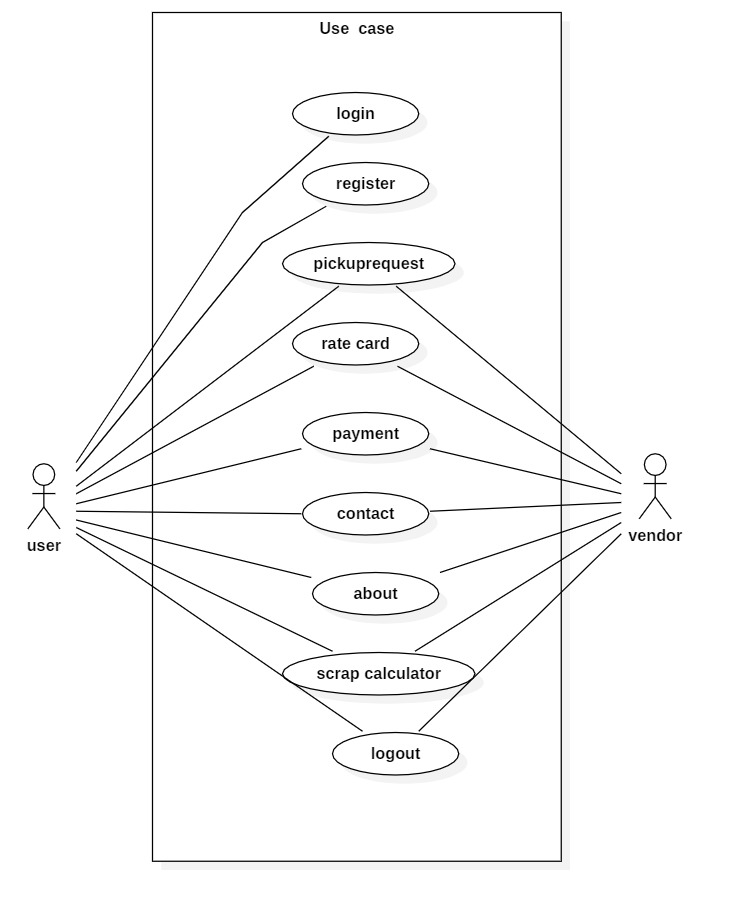 Use  case
login
register
pickuprequest
rate card
payment
contact
user
vendor
about
scrap calculator
logout